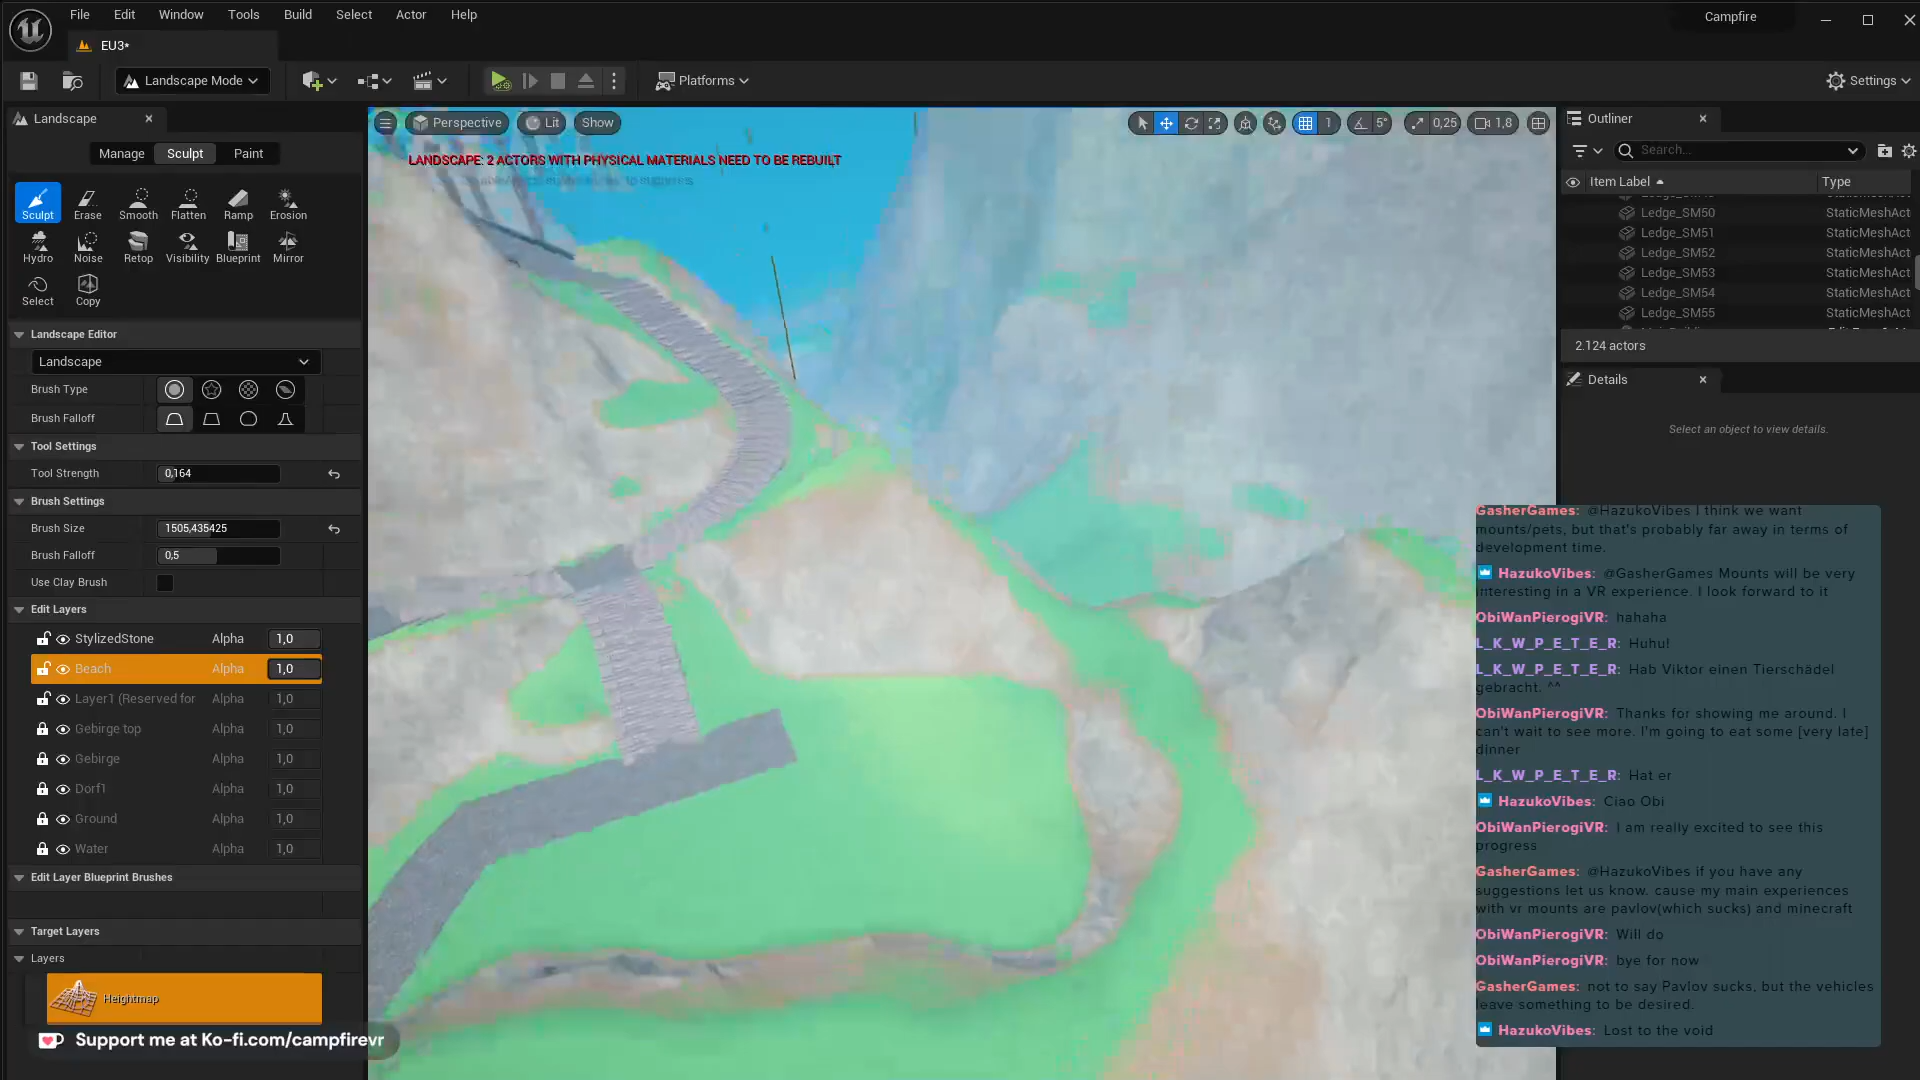 File Edit Window Tools Build Select Actor Help
Campfire
EU3*
Landscape Mode
Platforms
Settings
Landscape
Manage Sculpt Paint
Sculpt Erase Smooth Flatten Ramp Erosion
Hydro Noise Retop Visibility Blueprint Mirror
Select Copy
Landscape Editor
Landscape
Brush Type
Brush Falloff
Tool Settings
Tool Strength 0,164
Brush Settings
Brush Size 1505,435425
Brush Falloff 0,5
Use Clay Brush
Edit Layers
StylizedStone Alpha 1,0
Beach Alpha 1,0
Layer1 (Reserved for Alpha 1,0
Gebirge top Alpha 1,0
Gebirge Alpha 1,0
Dorf1 Alpha 1,0
Ground Alpha 1,0
Water Alpha 1,0
Edit Layer Blueprint Brushes
Target Layers
Layers
Heightmap
Support me at Ko-fi.com/campfirevr
Perspective Lit Show
1 5° 0,25 1,8
LANDSCAPE: 2 ACTORS WITH PHYSICAL MATERIALS NEED TO BE REBUILT
Outliner
Search...
Item Label Type
Ledge_SM50 StaticMeshAct
Ledge_SM51 StaticMeshAct
Ledge_SM52 StaticMeshAct
Ledge_SM53 StaticMeshAct
Ledge_SM54 StaticMeshAct
Ledge_SM55 StaticMeshAct
2.124 actors
Details
Select an object to view details.
GasherGames: @HazukoVibes I think we want
mounts/pets, but that's probably far away in terms of
development time.
HazukoVibes: @GasherGames Mounts will be very
interesting in a VR experience. I look forward to it
ObiWanPierogiVR: hahaha
L_K_W_P_E_T_E_R: Huhu!
L_K_W_P_E_T_E_R: Hab Viktor einen Tierschädel
gebracht. ^^
ObiWanPierogiVR: Thanks for showing me around. I
can't wait to see more. I'm going to eat some [very late]
dinner
L_K_W_P_E_T_E_R: Hat er
HazukoVibes: Ciao Obi
ObiWanPierogiVR: I am really excited to see this
progress
GasherGames: @HazukoVibes if you have any
suggestions let us know. cause my main experiences
with vr mounts are pavlov(which sucks) and minecraft
ObiWanPierogiVR: Will do
ObiWanPierogiVR: bye for now
GasherGames: not to say Pavlov sucks, but the vehicles
leave something to be desired.
HazukoVibes: Lost to the void